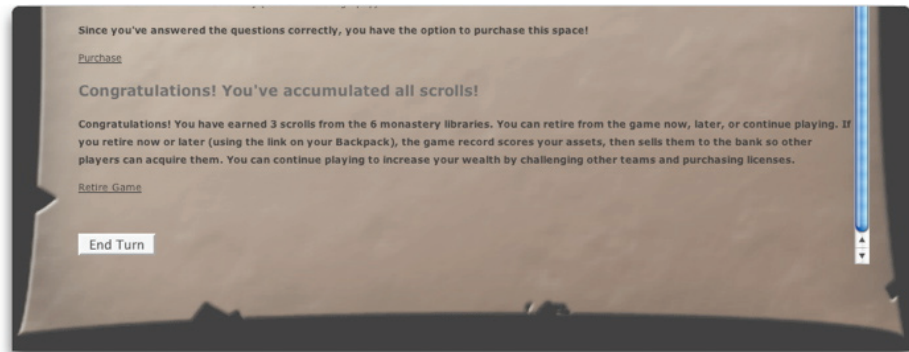 Since you've answered the questions correctly, you have the option to purchase this space!
Purchase
Congratulations! You've accumulated all scrolls!
Congratulations! You have earned 3 scrolls from the 6 monastery libraries. You can retire from the game now, later, or continue playing. If
you retire now or later (using the link on your Backpack), the game record scores your assets, then sells them to the bank so other
players can acquire them. You can continue playing to increase your wealth by challenging other teams and purchasing licenses.
Retire Game
End Turn